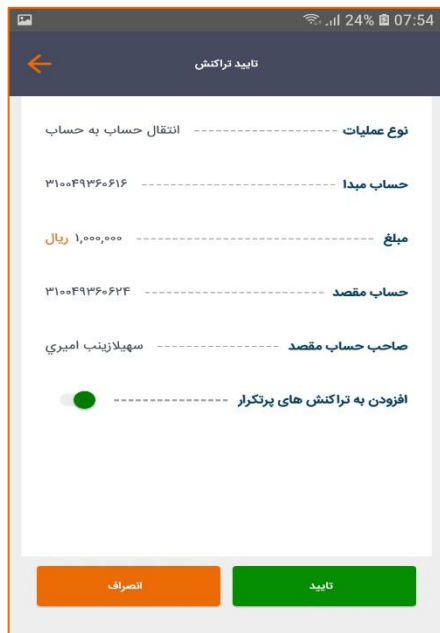 24% 07:54
تایید تراکنش
نوع عملیات انتقال حساب به حساب
حساب مبدا ۳۱۰۰۴۹۳۶۰۶۱۶
مبلغ ۱,۰۰۰,۰۰۰ ریال
حساب مقصد ۳۱۰۰۴۹۳۶۰۶۲۴
صاحب حساب مقصد سهیلازینب امیري
افزودن به تراکنش های پرتکرار
تایید انصراف